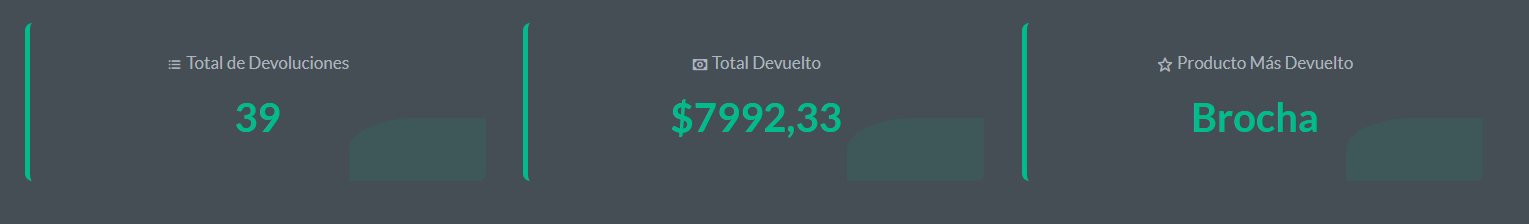 Total de Devoluciones
39
Total Devuelto
$7992,33
Producto Más Devuelto
Brocha